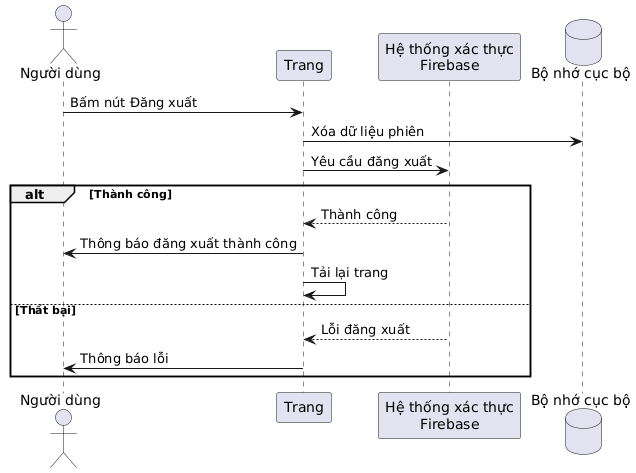 Người dùng
Trang
Hệ thống xác thực
Firebase
Bộ nhớ cục bộ
Bấm nút Đăng xuất
Xóa dữ liệu phiên
Yêu cầu đăng xuất
alt
[Thành công]
Thành công
Thông báo đăng xuất thành công
Tải lại trang
[Thất bại]
Lỗi đăng xuất
Thông báo lỗi
Người dùng
Trang
Hệ thống xác thực
Firebase
Bộ nhớ cục bộ